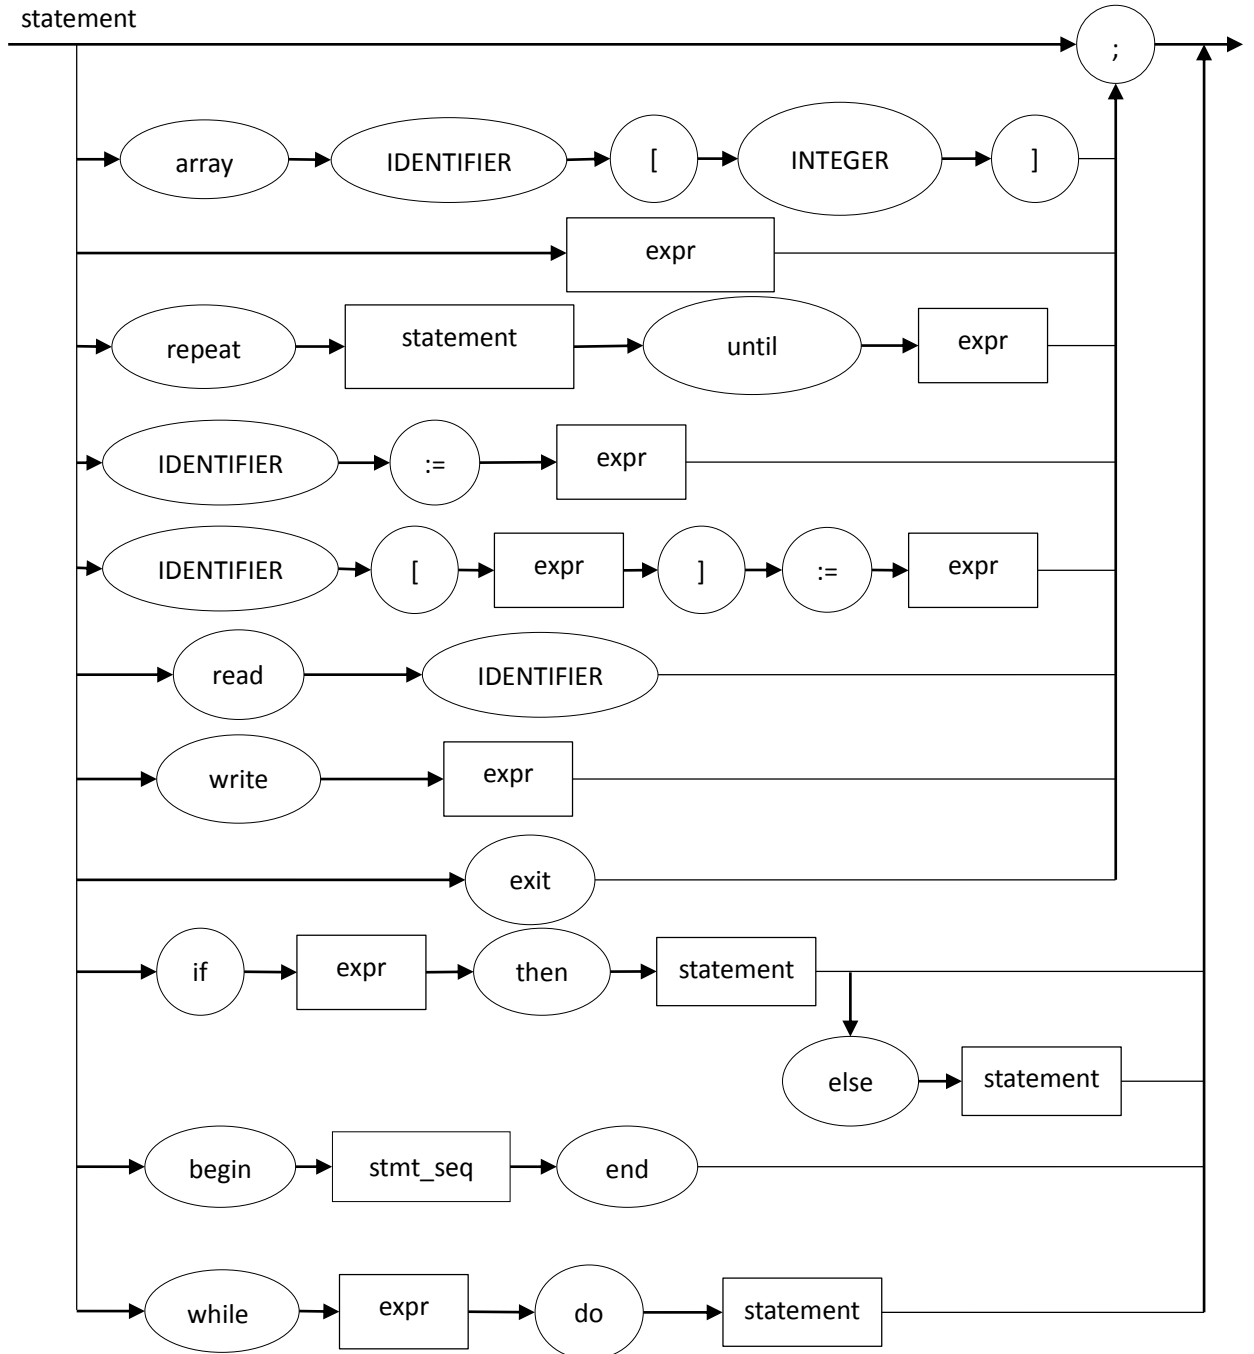 statement
;
array IDENTIFIER [ INTEGER ]
expr
repeat statement until expr
IDENTIFIER := expr
IDENTIFIER [ expr ] := expr
read IDENTIFIER
write expr
exit
if expr then statement
else statement
begin stmt_seq end
while expr do statement